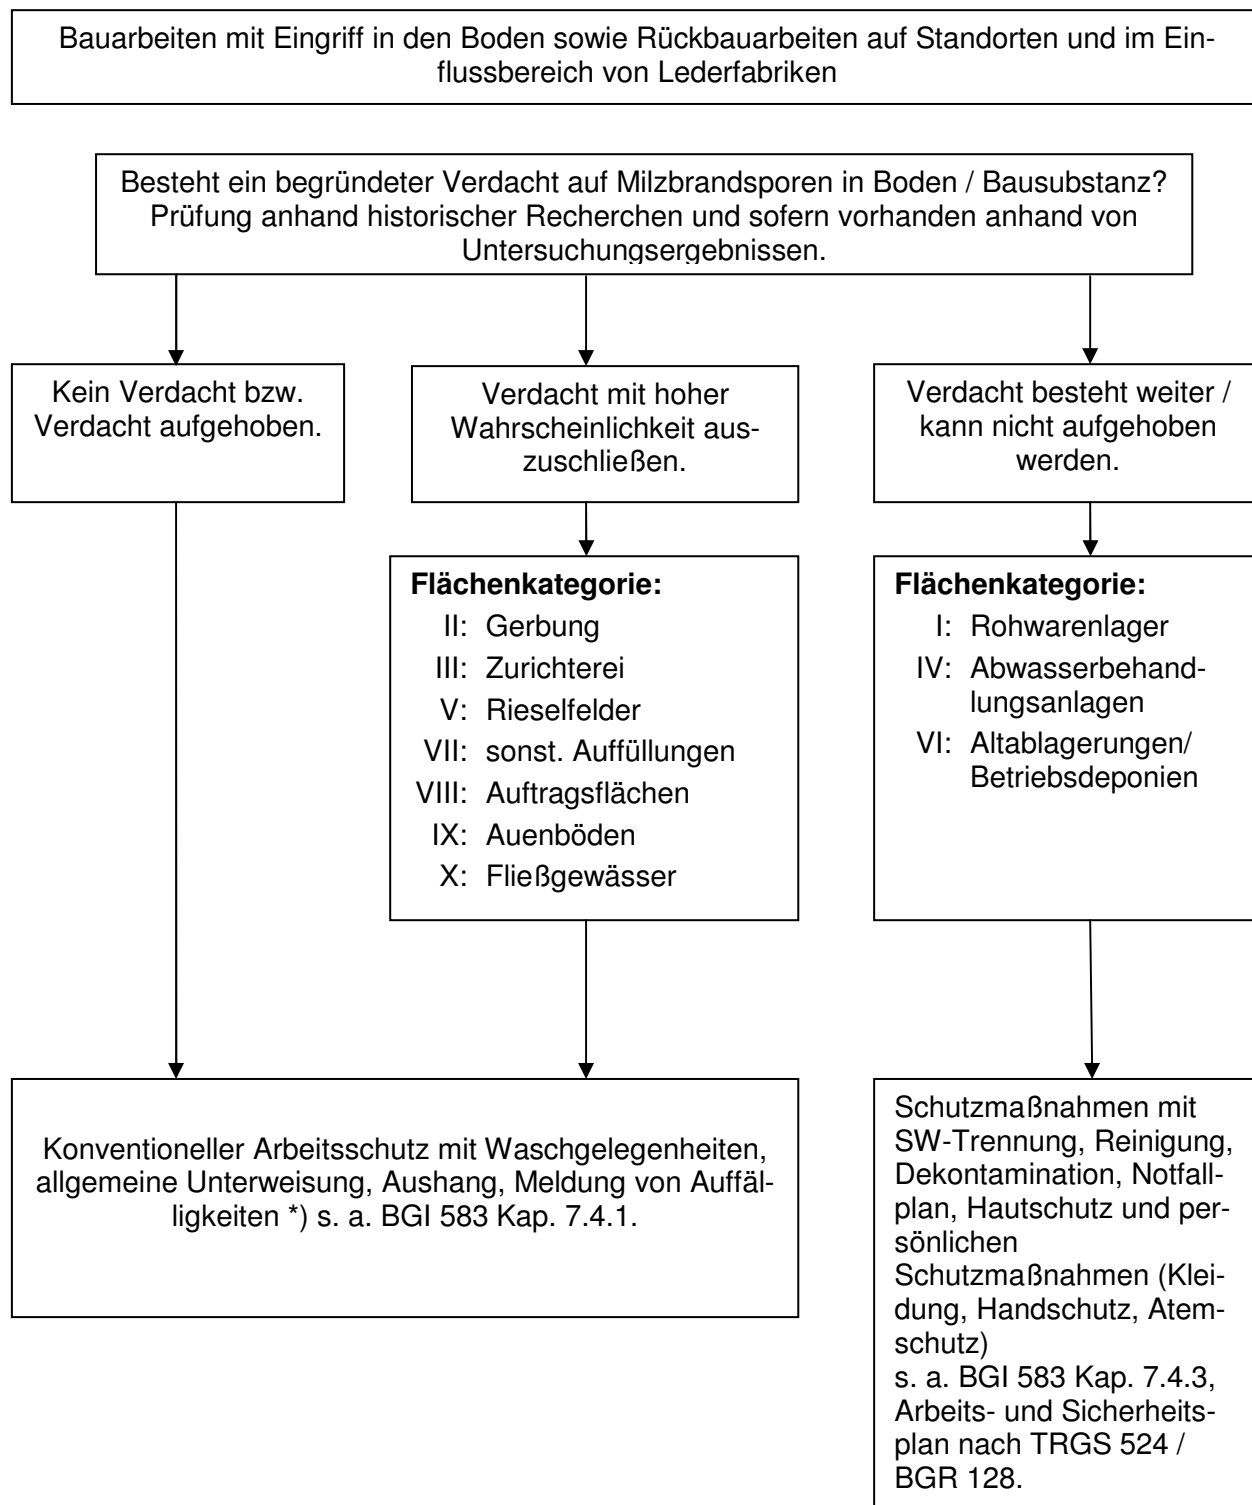 Bauarbeiten mit Eingriff in den Boden sowie Rückbauarbeiten auf Standorten und im Ein-
flussbereich von Lederfabriken
Besteht ein begründeter Verdacht auf Milzbrandsporen in Boden / Bausubstanz?
Prüfung anhand historischer Recherchen und sofern vorhanden anhand von
Untersuchungsergebnissen.
Kein Verdacht bzw.
Verdacht aufgehoben.
Verdacht mit hoher
Wahrscheinlichkeit aus-
zuschließen.
Verdacht besteht weiter /
kann nicht aufgehoben
werden.
Flächenkategorie:
II: Gerbung
III: Zurichterei
V: Rieselfelder
VII: sonst. Auffüllungen
VIII: Auftragsflächen
IX: Auenböden
X: Fließgewässer
Flächenkategorie:
I: Rohwarenlager
IV: Abwasserbehand-
lungsanlagen
VI: Altablagerungen/
Betriebsdeponien
Konventioneller Arbeitsschutz mit Waschgelegenheiten,
allgemeine Unterweisung, Aushang, Meldung von Auffäl-
ligkeiten *) s. a. BGI 583 Kap. 7.4.1.
Schutzmaßnahmen mit
SW-Trennung, Reinigung,
Dekontamination, Notfall-
plan, Hautschutz und per-
sönlichen
Schutzmaßnahmen (Klei-
dung, Handschutz, Atem-
schutz)
s. a. BGI 583 Kap. 7.4.3,
Arbeits- und Sicherheits-
plan nach TRGS 524 /
BGR 128.